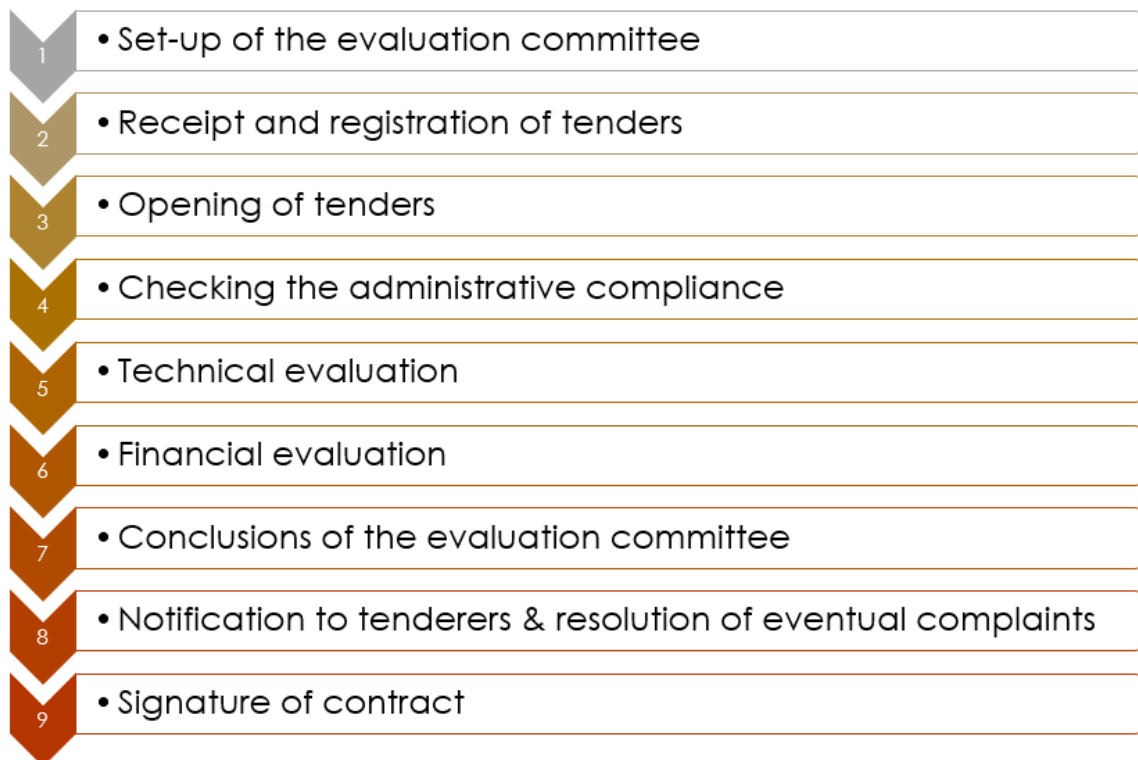 1 • Set-up of the evaluation committee
2 • Receipt and registration of tenders
3 • Opening of tenders
4 • Checking the administrative compliance
5 • Technical evaluation
6 • Financial evaluation
7 • Conclusions of the evaluation committee
8 • Notification to tenderers & resolution of eventual complaints
9 • Signature of contract